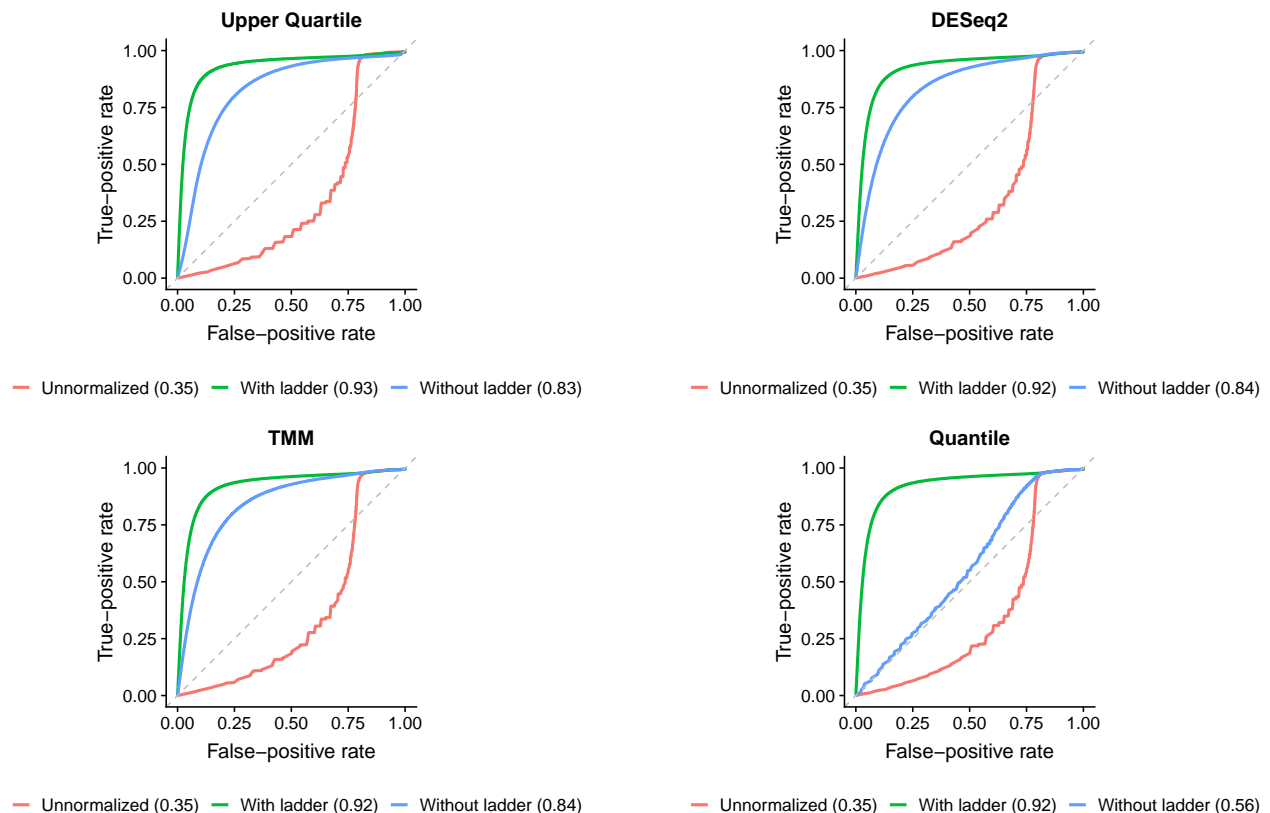 Upper Quartile
1.00
0.75
0.50
0.25
0.00
True−positive rate
0.00 0.25 0.50 0.75 1.00
False−positive rate
Unnormalized (0.35) With ladder (0.93) Without ladder (0.83)
DESeq2
1.00
0.75
0.50
0.25
0.00
True−positive rate
0.00 0.25 0.50 0.75 1.00
False−positive rate
Unnormalized (0.35) With ladder (0.92) Without ladder (0.84)
TMM
1.00
0.75
0.50
0.25
0.00
True−positive rate
0.00 0.25 0.50 0.75 1.00
False−positive rate
Unnormalized (0.35) With ladder (0.92) Without ladder (0.84)
Quantile
1.00
0.75
0.50
0.25
0.00
True−positive rate
0.00 0.25 0.50 0.75 1.00
False−positive rate
Unnormalized (0.35) With ladder (0.92) Without ladder (0.56)